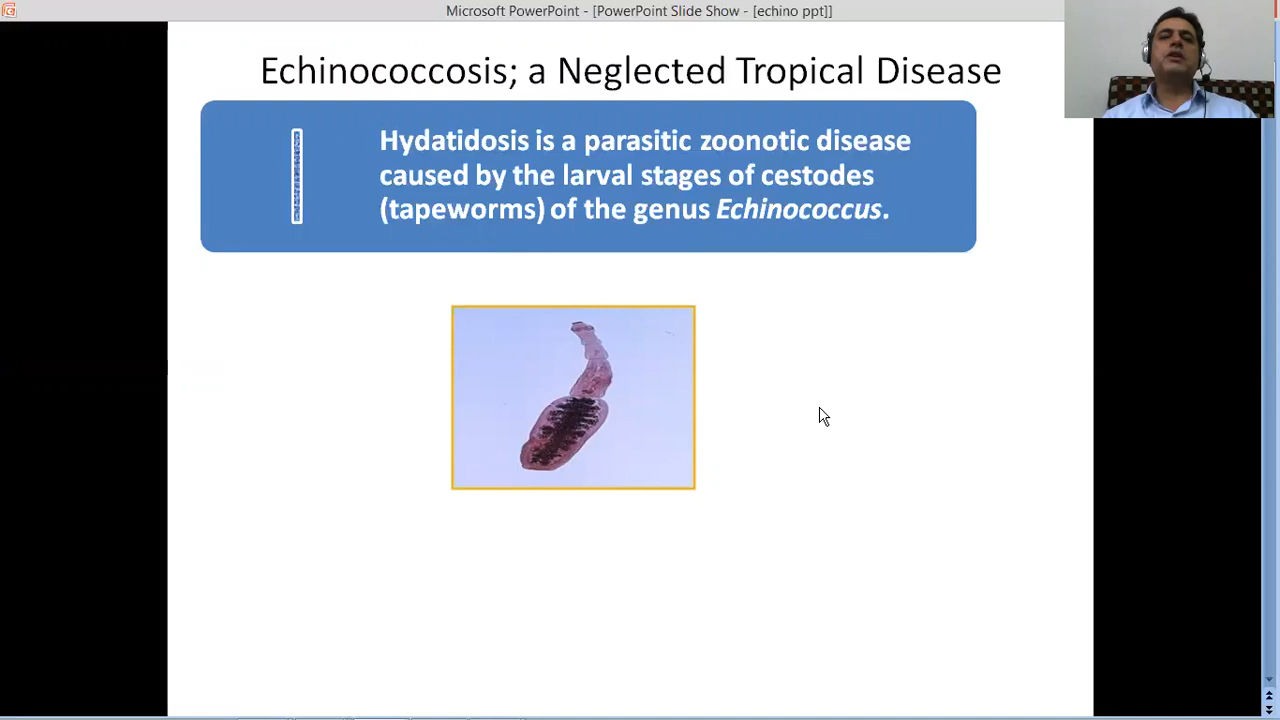 Microsoft PowerPoint - [PowerPoint Slide Show - [echino ppt]]
Echinococcosis; a Neglected Tropical Disease
Hydatidosis is a parasitic zoonotic disease
caused by the larval stages of cestodes
(tapeworms) of the genus Echinococcus.